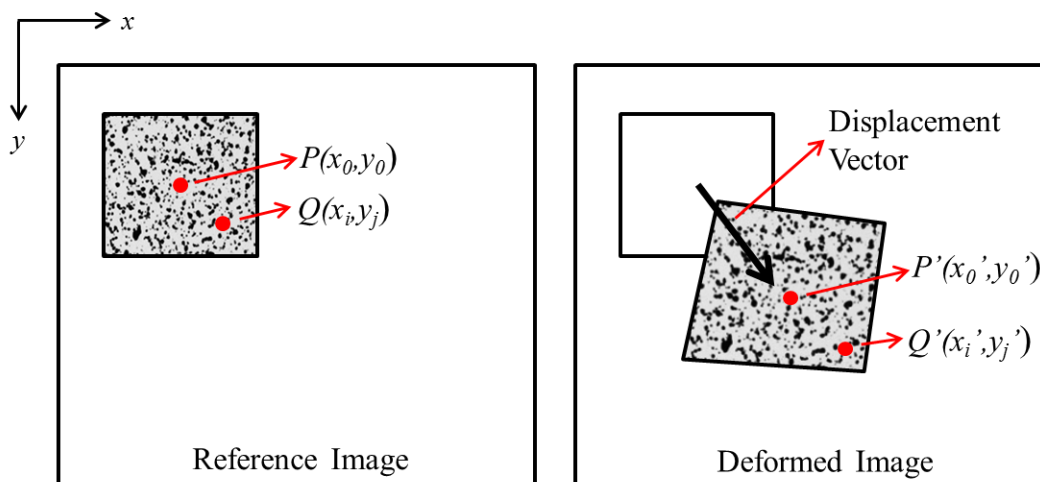 x
y
P(x₀,y₀)
Q(xᵢ,yⱼ)
Reference Image
Displacement
Vector
P’(x₀’,y₀’)
Q’(xᵢ’,yⱼ’)
Deformed Image